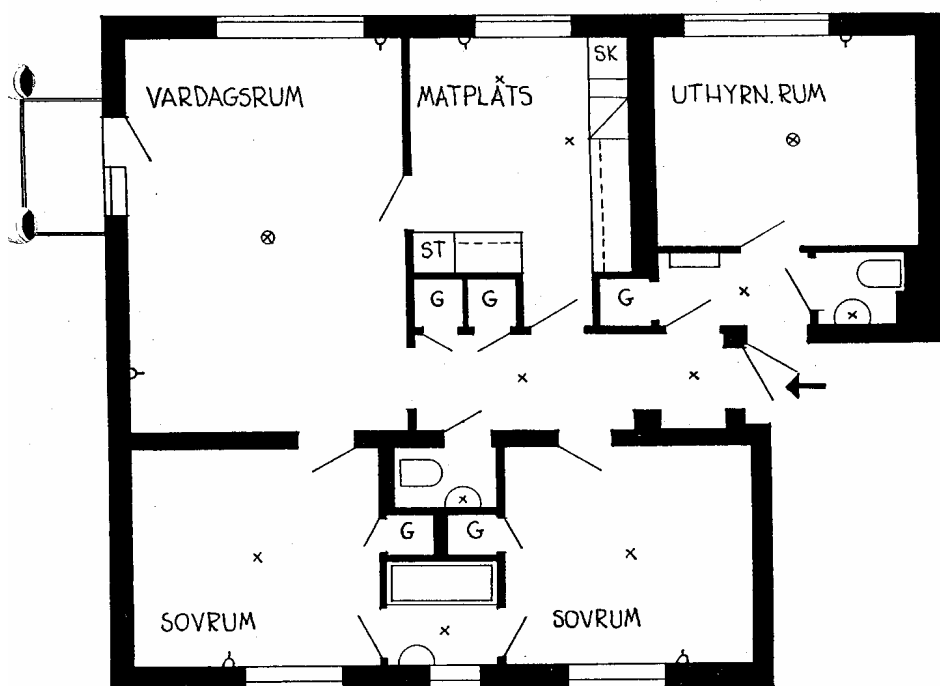 SK
VARDAGSRUM
MATPLATS
UTHYRN. RUM
ST
G
G
G
G
G
SOVRUM
SOVRUM